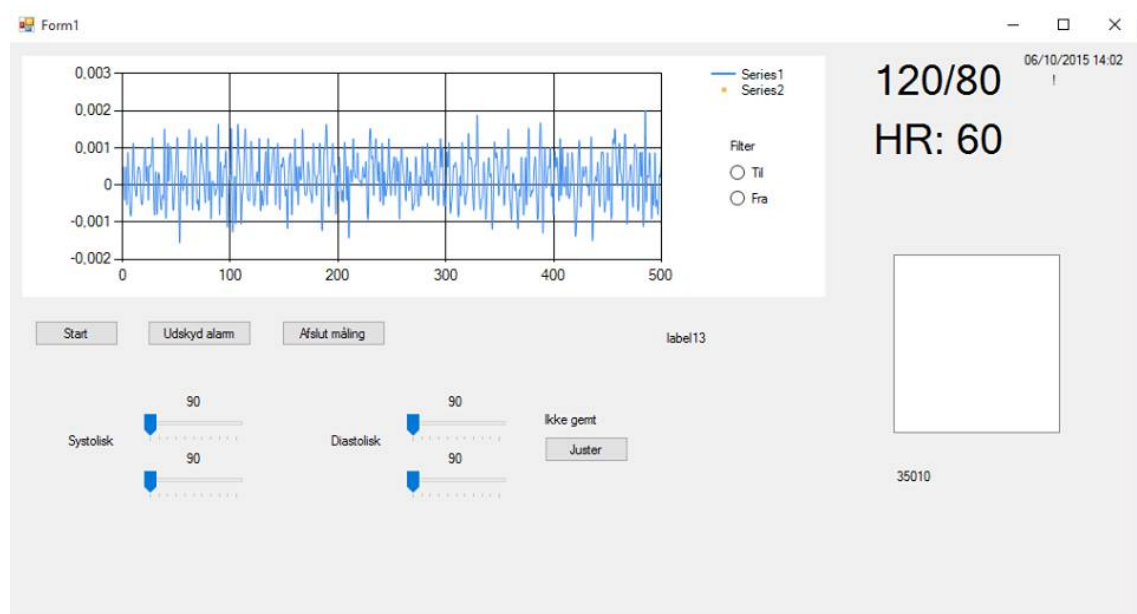 Form1
06/10/2015 14:02
!
120/80
HR: 60
0,003
0,002
0,001
0
-0,001
-0,002
0 100 200 300 400 500
Series1
Series2
Filter
Til
Fra
Start Udskyd alarm Afslut måling
label13
90 90
Systolisk Diastolisk
90 90
Ikke gemt
Juster
35010